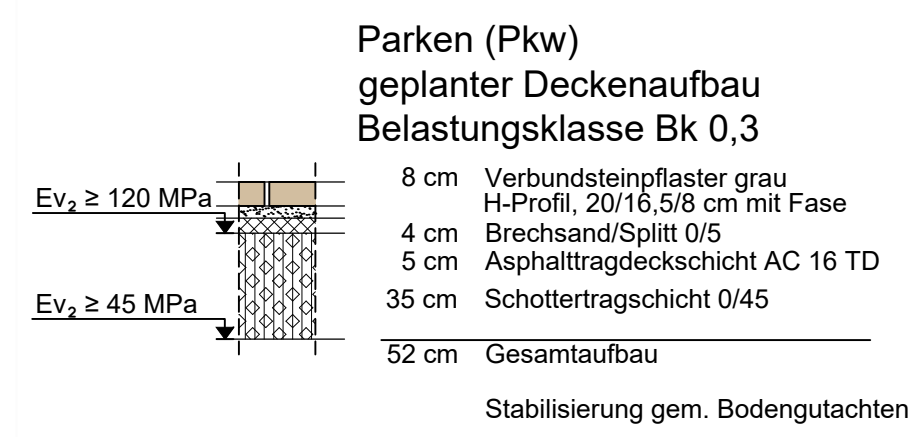 Parken (Pkw)
geplanter Deckenaufbau
Belastungsklasse Bk 0,3
8 cm Verbundsteinpflaster grau
H-Profil, 20/16,5/8 cm mit Fase
Ev₂ ≥ 120 MPa
4 cm Brechsand/Splitt 0/5
5 cm Asphalttragdeckschicht AC 16 TD
35 cm Schottertragschicht 0/45
Ev₂ ≥ 45 MPa
52 cm Gesamtaufbau
Stabilisierung gem. Bodengutachten